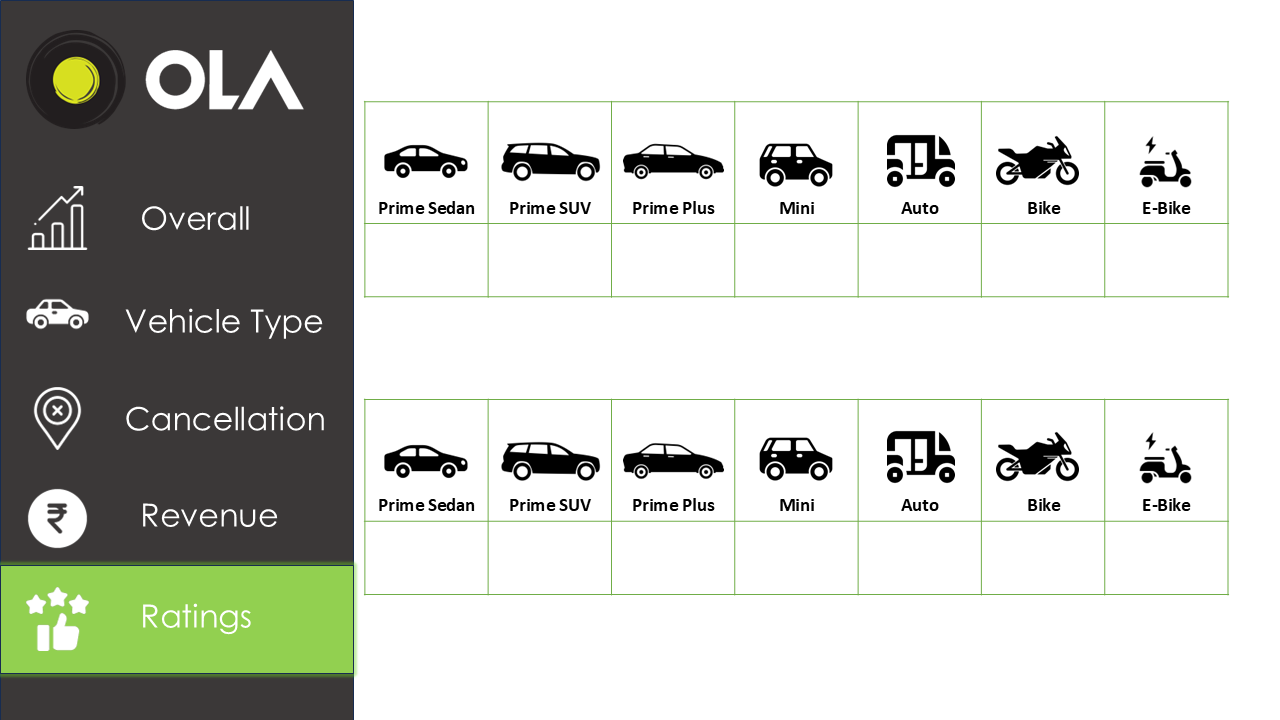 OLA
Overall
Vehicle Type
Cancellation
Revenue
Ratings
Prime Sedan Prime SUV Prime Plus Mini Auto Bike E-Bike
Prime Sedan Prime SUV Prime Plus Mini Auto Bike E-Bike